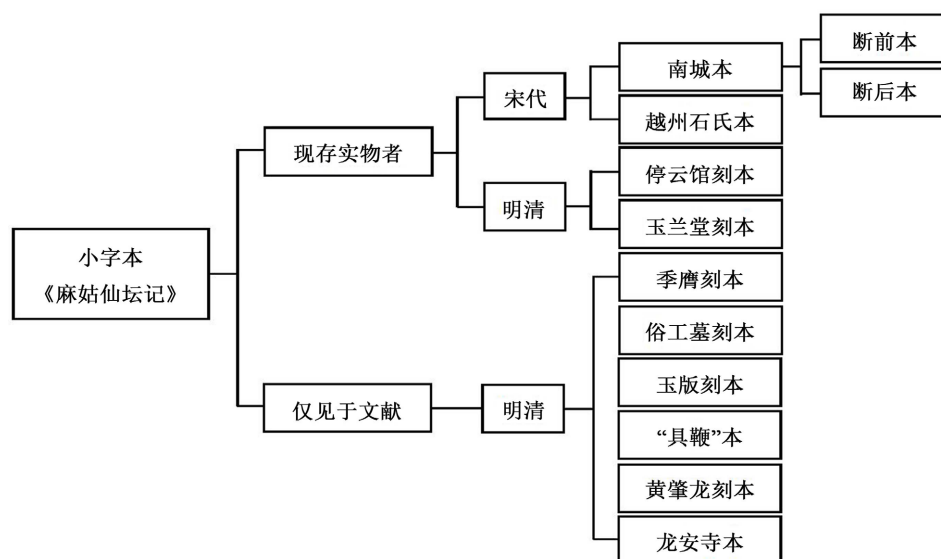 小字本
《麻姑仙坛记》
现存实物者
宋代
南城本
断前本
断后本
越州石氏本
明清
停云馆刻本
玉兰堂刻本
仅见于文献
明清
季膺刻本
俗工墓刻本
玉版刻本
“具鞭”本
黄肇龙刻本
龙安寺本